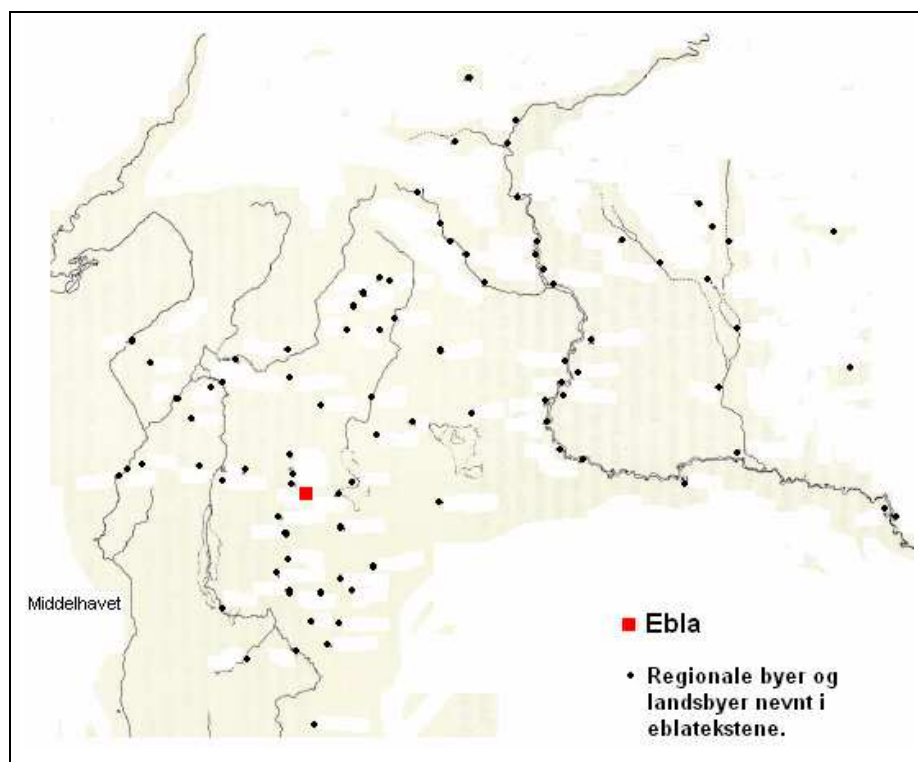 Middelhavet
Ebla
Regionale byer og
landsbyer nevnt i
eblatekstene.